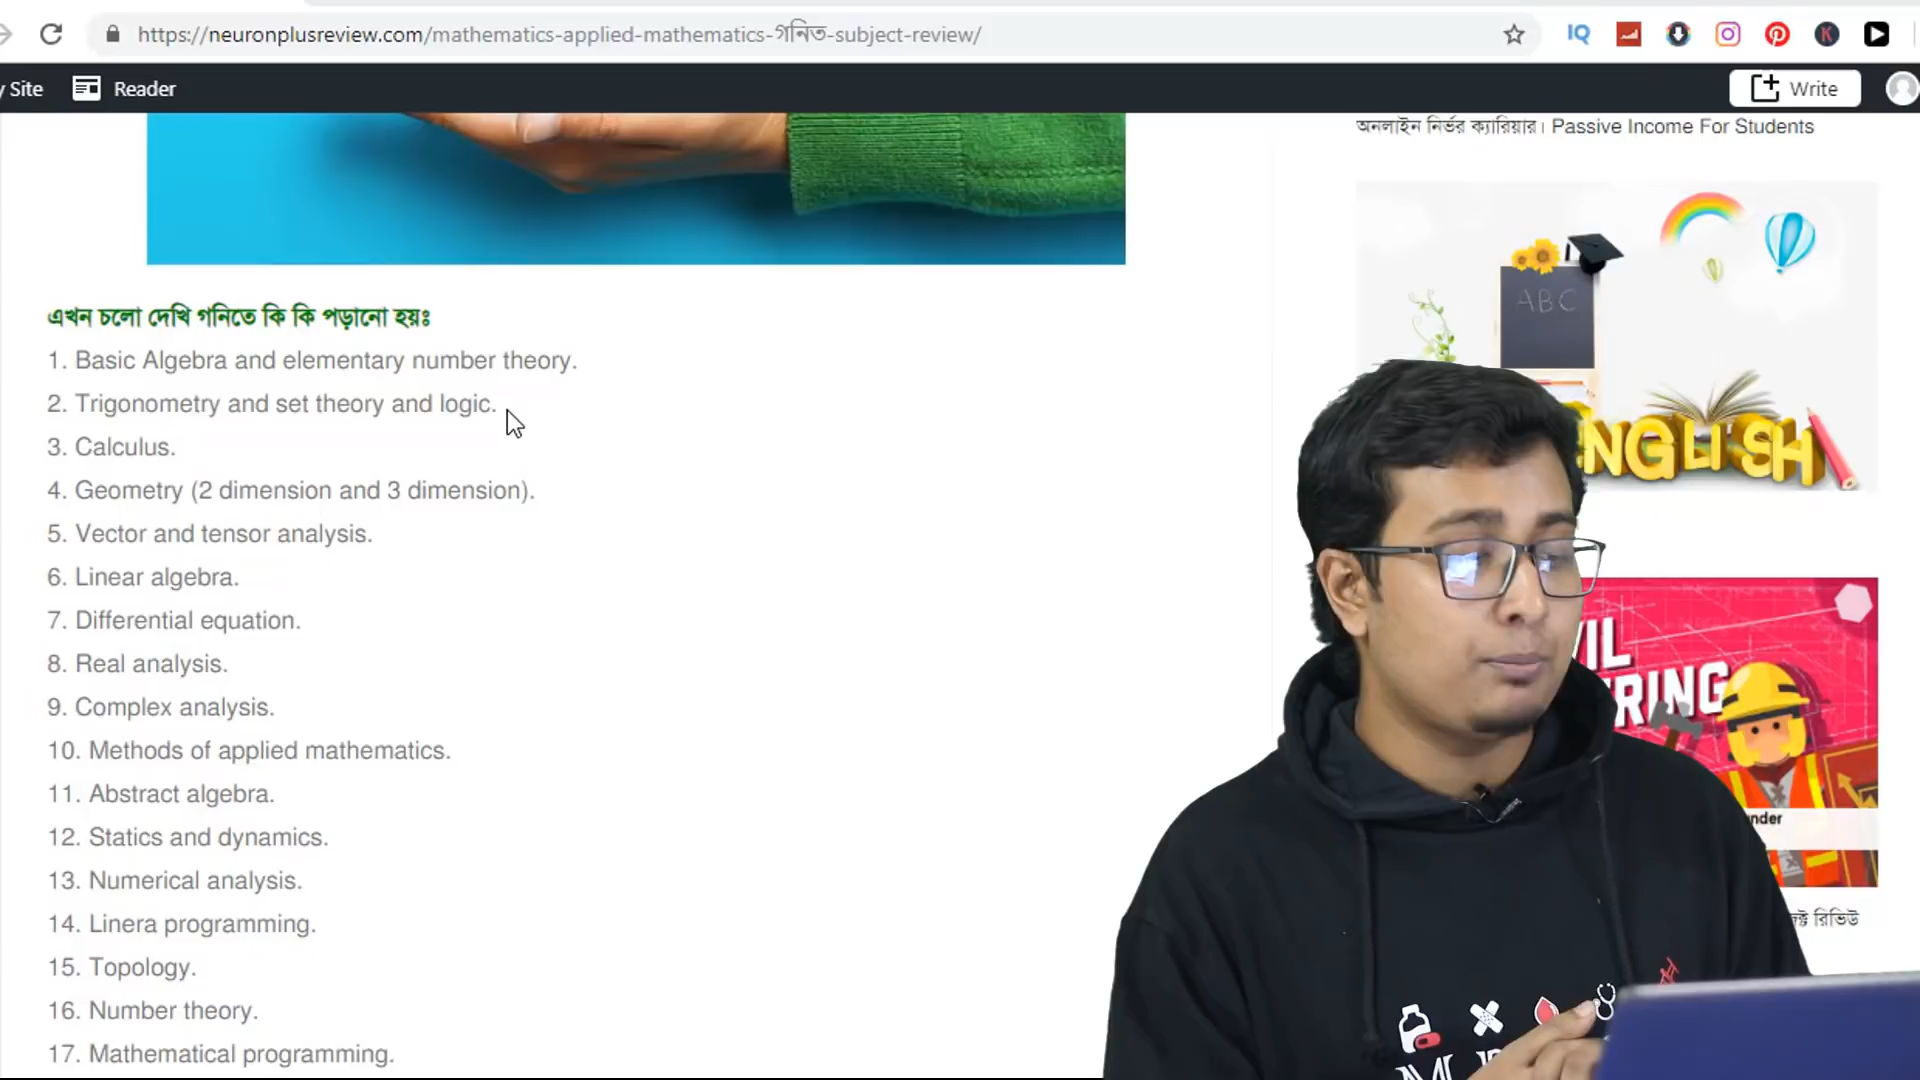 https://neuronplusreview.com/mathematics-applied-mathematics-গনিত-subject-review/
IQ
K
y Site
Reader
Write
অনলাইন নির্ভর ক্যারিয়ার। Passive Income For Students
ABC
ENGLISH
এখন চলো দেখি গনিতে কি কি পড়ানো হয়ঃ
1. Basic Algebra and elementary number theory.
2. Trigonometry and set theory and logic.
3. Calculus.
4. Geometry (2 dimension and 3 dimension).
5. Vector and tensor analysis.
6. Linear algebra.
7. Differential equation.
8. Real analysis.
9. Complex analysis.
10. Methods of applied mathematics.
11. Abstract algebra.
12. Statics and dynamics.
13. Numerical analysis.
14. Linera programming.
15. Topology.
16. Number theory.
17. Mathematical programming.
VIL
RING
nder
রিভিউ